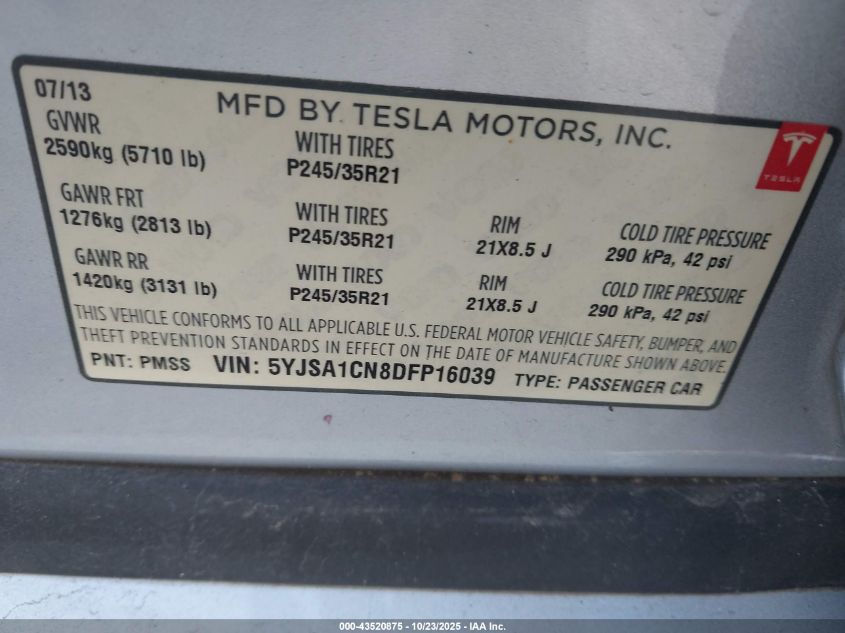 07/13
MFD BY TESLA MOTORS, INC.
GVWR
2590kg (5710 lb)
WITH TIRES
P245/35R21
TESLA
GAWR FRT
1276kg (2813 lb)
WITH TIRES
P245/35R21
RIM
21X8.5 J
COLD TIRE PRESSURE
290 kPa, 42 psi
GAWR RR
1420kg (3131 lb)
WITH TIRES
P245/35R21
RIM
21X8.5 J
COLD TIRE PRESSURE
290 kPa, 42 psi
THIS VEHICLE CONFORMS TO ALL APPLICABLE U.S. FEDERAL MOTOR VEHICLE SAFETY, BUMPER, AND
THEFT PREVENTION STANDARDS IN EFFECT ON THE DATE OF MANUFACTURE SHOWN ABOVE.
PNT: PMSS VIN: 5YJSA1CN8DFP16039 TYPE: PASSENGER CAR
000-43520875 - 10/23/2025 - IAA Inc.